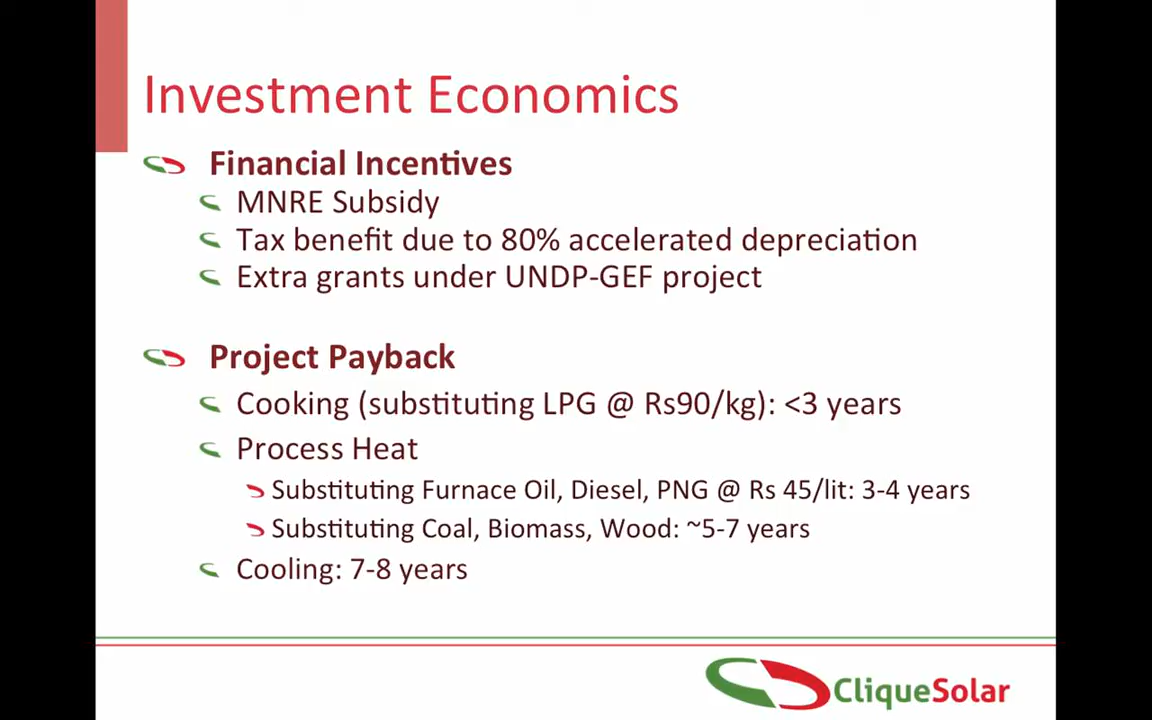 Investment Economics
Financial Incentives
MNRE Subsidy
Tax benefit due to 80% accelerated depreciation
Extra grants under UNDP-GEF project
Project Payback
Cooking (substituting LPG @ Rs90/kg): <3 years
Process Heat
Substituting Furnace Oil, Diesel, PNG @ Rs 45/lit: 3-4 years
Substituting Coal, Biomass, Wood: ~5-7 years
Cooling: 7-8 years
CliqueSolar